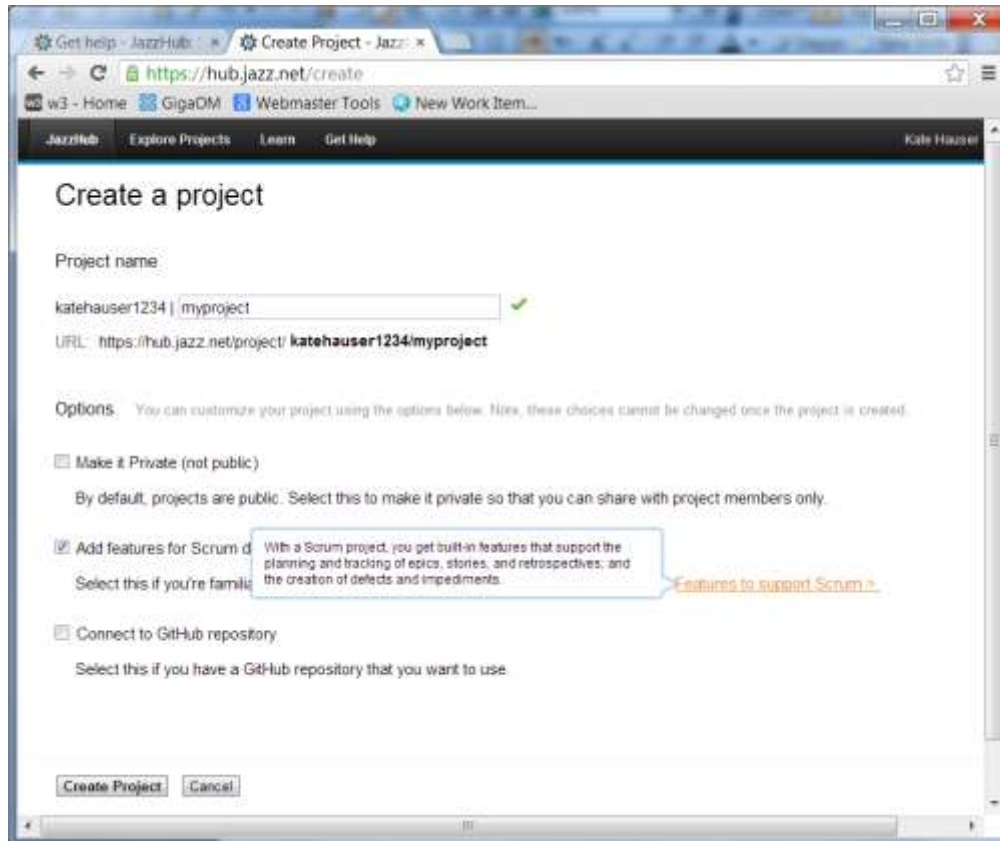 Get help - JazzHub:
Create Project - Jazz
https://hub.jazz.net/create
w3 - Home GigaOM Webmaster Tools New Work Item...
JazzHub Explore Projects Learn Get Help Kate Hauser
Create a project
Project name
katehauser1234 | myproject
URL: https://hub.jazz.net/project/ katehauser1234/myproject
Options You can customize your project using the options below. Note, these choices cannot be changed once the project is created.
Make it Private (not public)
By default, projects are public. Select this to make it private so that you can share with project members only.
Add features for Scrum d
With a Scrum project, you get built-in features that support the
planning and tracking of epics, stories, and retrospectives; and
the creation of defects and impediments.
Select this if you're familia
Features to support Scrum >
Connect to GitHub repository
Select this if you have a GitHub repository that you want to use
Create Project Cancel